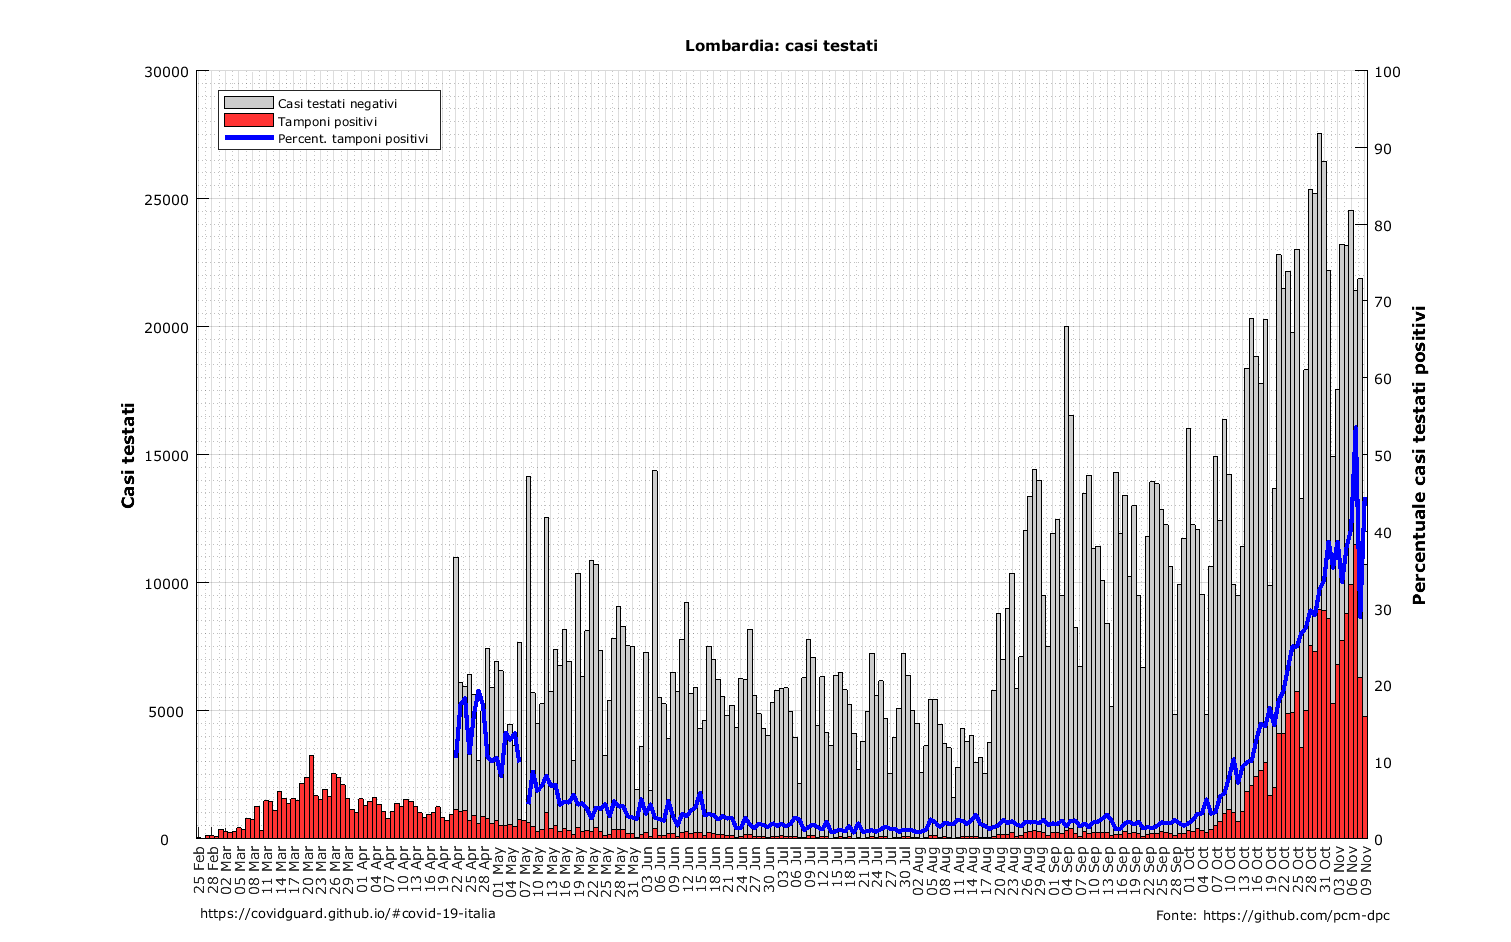 Lombardia: casi testati
Casi testati negativi
Tamponi positivi
Percent. tamponi positivi
Casi testati
30000
25000
20000
15000
10000
5000
0
Percentuale casi testati positivi
100
90
80
70
60
50
40
30
20
10
0
25 Feb
28 Feb
02 Mar
05 Mar
08 Mar
11 Mar
14 Mar
17 Mar
20 Mar
23 Mar
26 Mar
29 Mar
01 Apr
04 Apr
07 Apr
10 Apr
13 Apr
16 Apr
19 Apr
22 Apr
25 Apr
28 Apr
01 May
04 May
07 May
10 May
13 May
16 May
19 May
22 May
25 May
28 May
31 May
03 Jun
06 Jun
09 Jun
12 Jun
15 Jun
18 Jun
21 Jun
24 Jun
27 Jun
30 Jun
03 Jul
06 Jul
09 Jul
12 Jul
15 Jul
18 Jul
21 Jul
24 Jul
27 Jul
30 Jul
02 Aug
05 Aug
08 Aug
11 Aug
14 Aug
17 Aug
20 Aug
23 Aug
26 Aug
29 Aug
01 Sep
04 Sep
07 Sep
10 Sep
13 Sep
16 Sep
19 Sep
22 Sep
25 Sep
28 Sep
01 Oct
04 Oct
07 Oct
10 Oct
13 Oct
16 Oct
19 Oct
22 Oct
25 Oct
28 Oct
31 Oct
03 Nov
06 Nov
09 Nov
https://covidguard.github.io/#covid-19-italia
Fonte: https://github.com/pcm-dpc